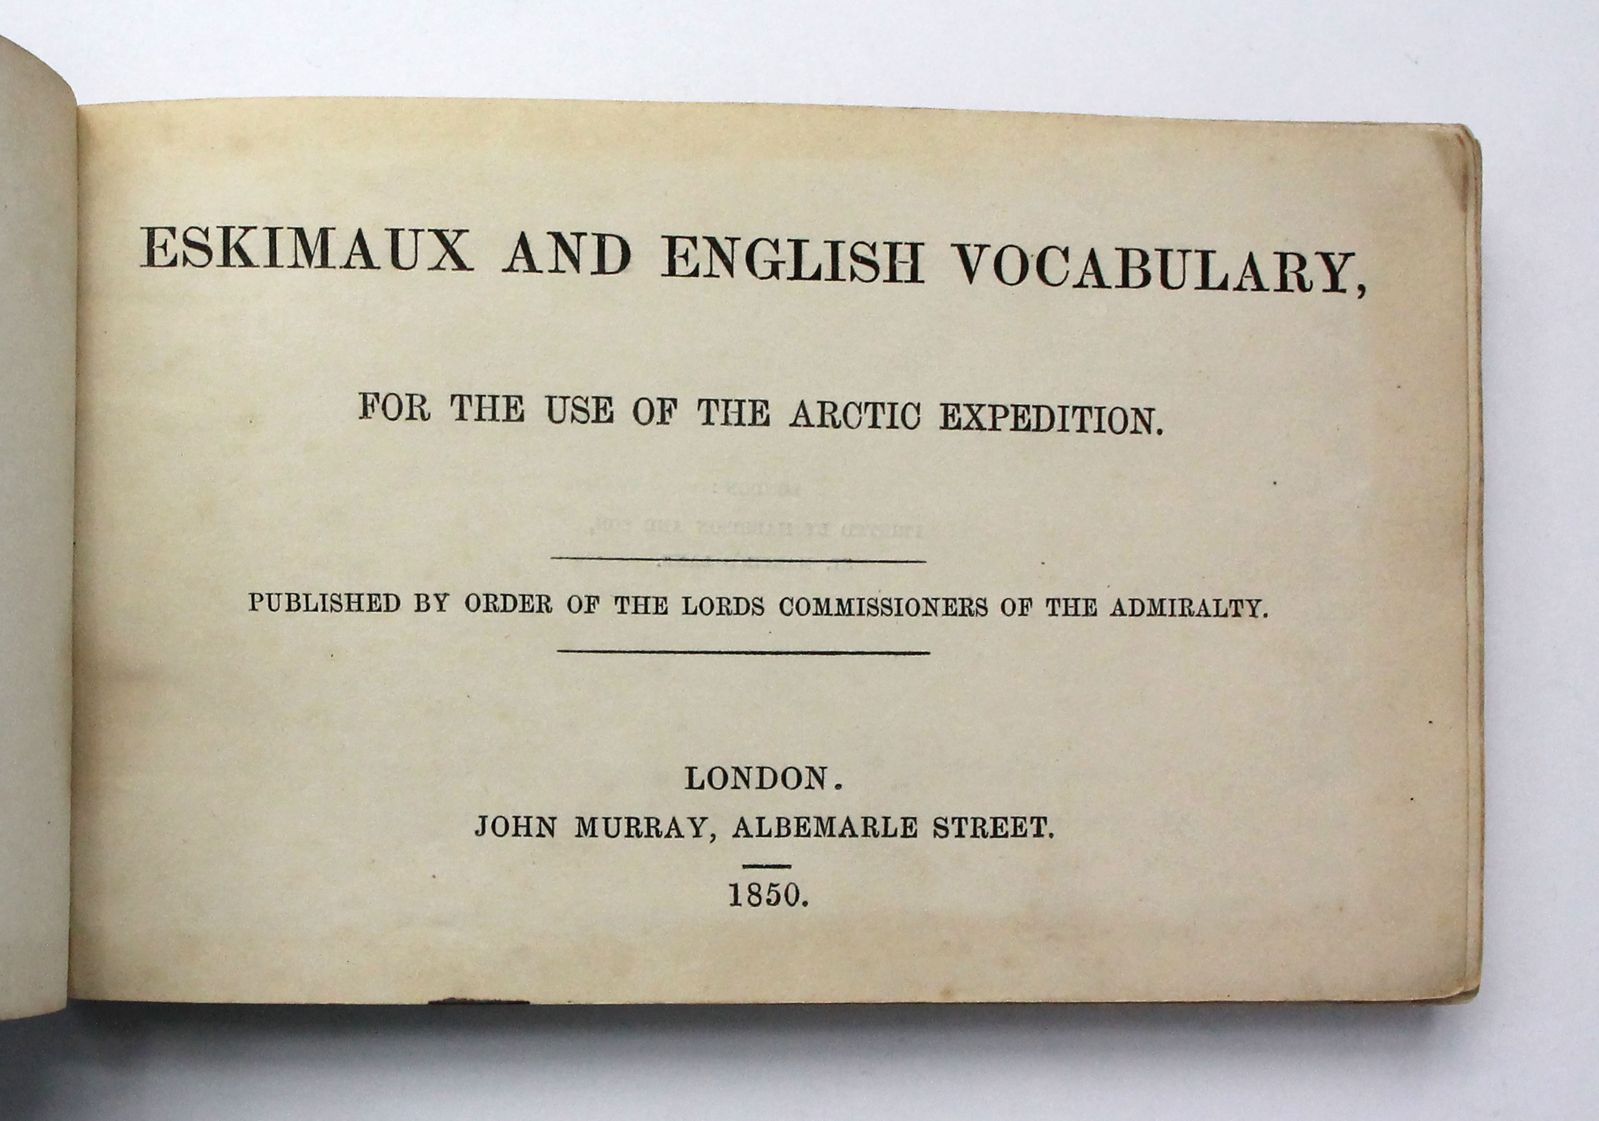 ESKIMAUX AND ENGLISH VOCABULARY,
FOR THE USE OF THE ARCTIC EXPEDITION.
PUBLISHED BY ORDER OF THE LORDS COMMISSIONERS OF THE ADMIRALTY.
LONDON.
JOHN MURRAY, ALBEMARLE STREET.
1850.